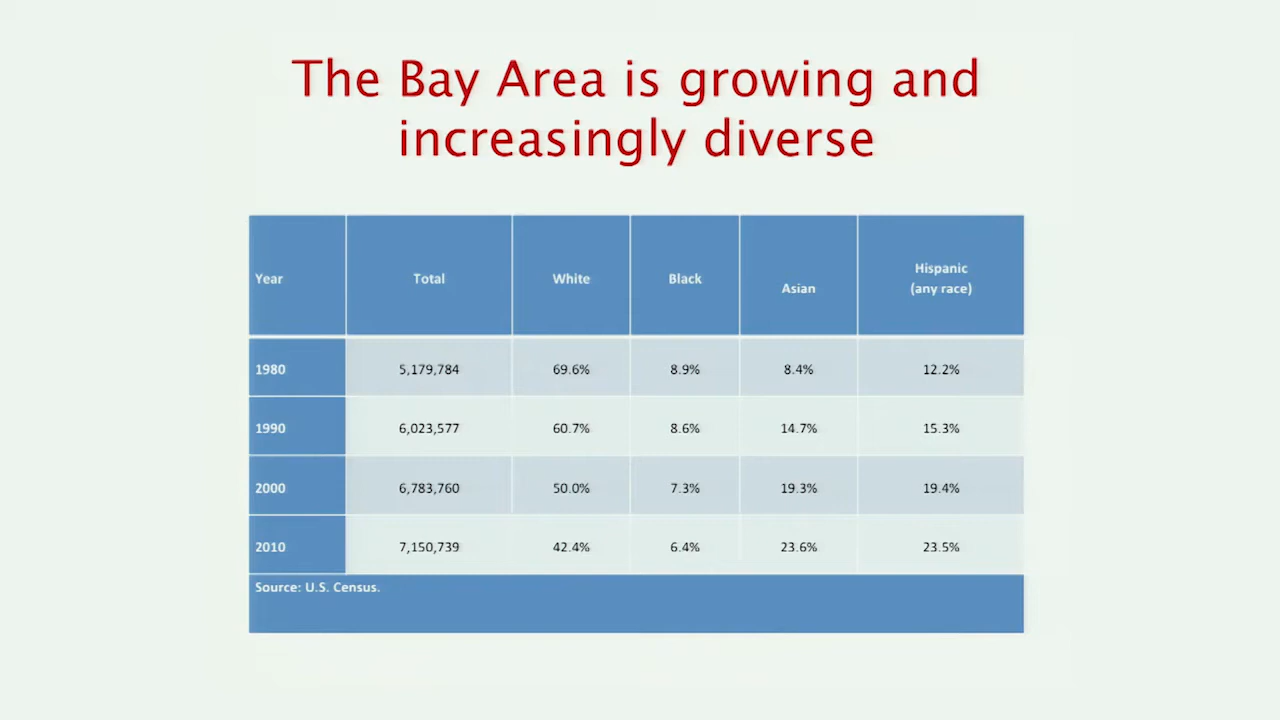 The Bay Area is growing and
increasingly diverse
Year Total White Black Asian Hispanic
(any race)
1980 5,179,784 69.6% 8.9% 8.4% 12.2%
1990 6,023,577 60.7% 8.6% 14.7% 15.3%
2000 6,783,760 50.0% 7.3% 19.3% 19.4%
2010 7,150,739 42.4% 6.4% 23.6% 23.5%
Source: U.S. Census.